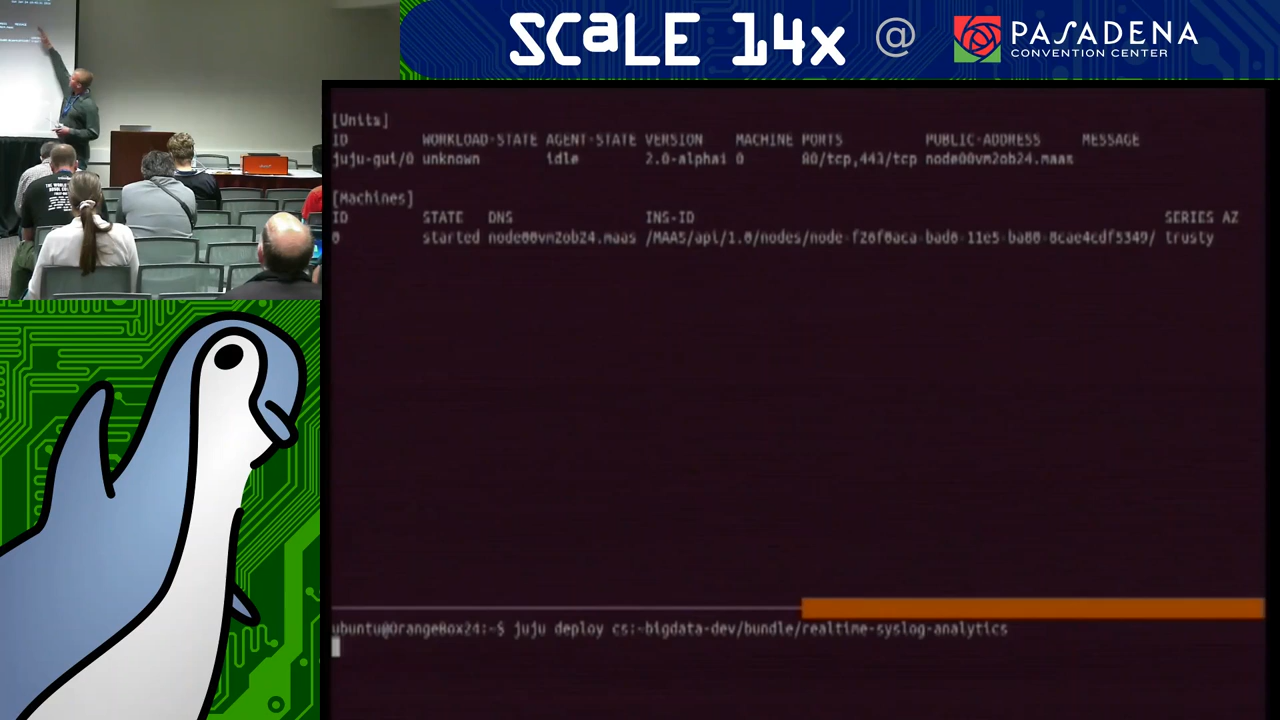 SCALE 14x @ PASADENA
CONVENTION CENTER
[Units]
ID WORKLOAD-STATE AGENT-STATE VERSION MACHINE PORTS PUBLIC-ADDRESS MESSAGE
juju-gui/0 unknown idle 2.0-alpha1 0 80/tcp,443/tcp node00vm2ob24.maas
[Machines]
ID STATE DNS INS-ID SERIES AZ
0 started node00vm2ob24.maas trusty
ubuntu@OrangeBox24:~$ juju deploy cs:~bigdata-dev/bundle/realtime-syslog-analytics